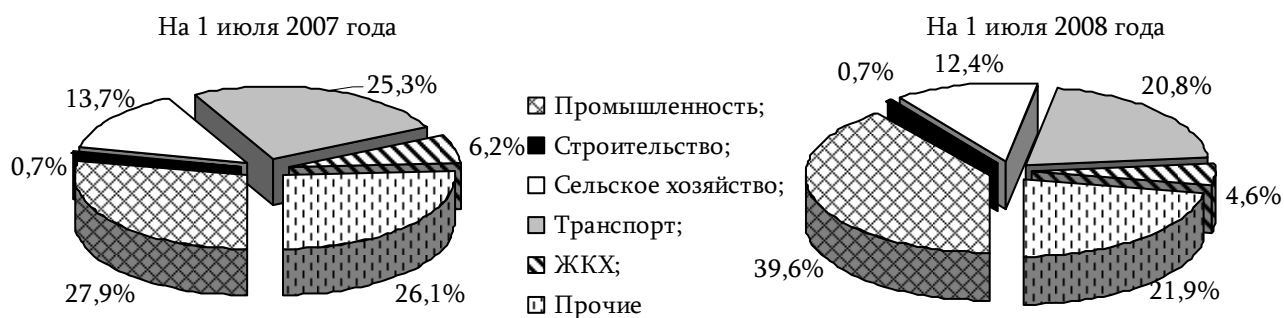 На 1 июля 2007 года
25,3%
13,7%
6,2%
0,7%
27,9%
26,1%
Промышленность;
Строительство;
Сельское хозяйство;
Транспорт;
ЖКХ;
Прочие
На 1 июля 2008 года
12,4%
0,7%
20,8%
4,6%
39,6%
21,9%